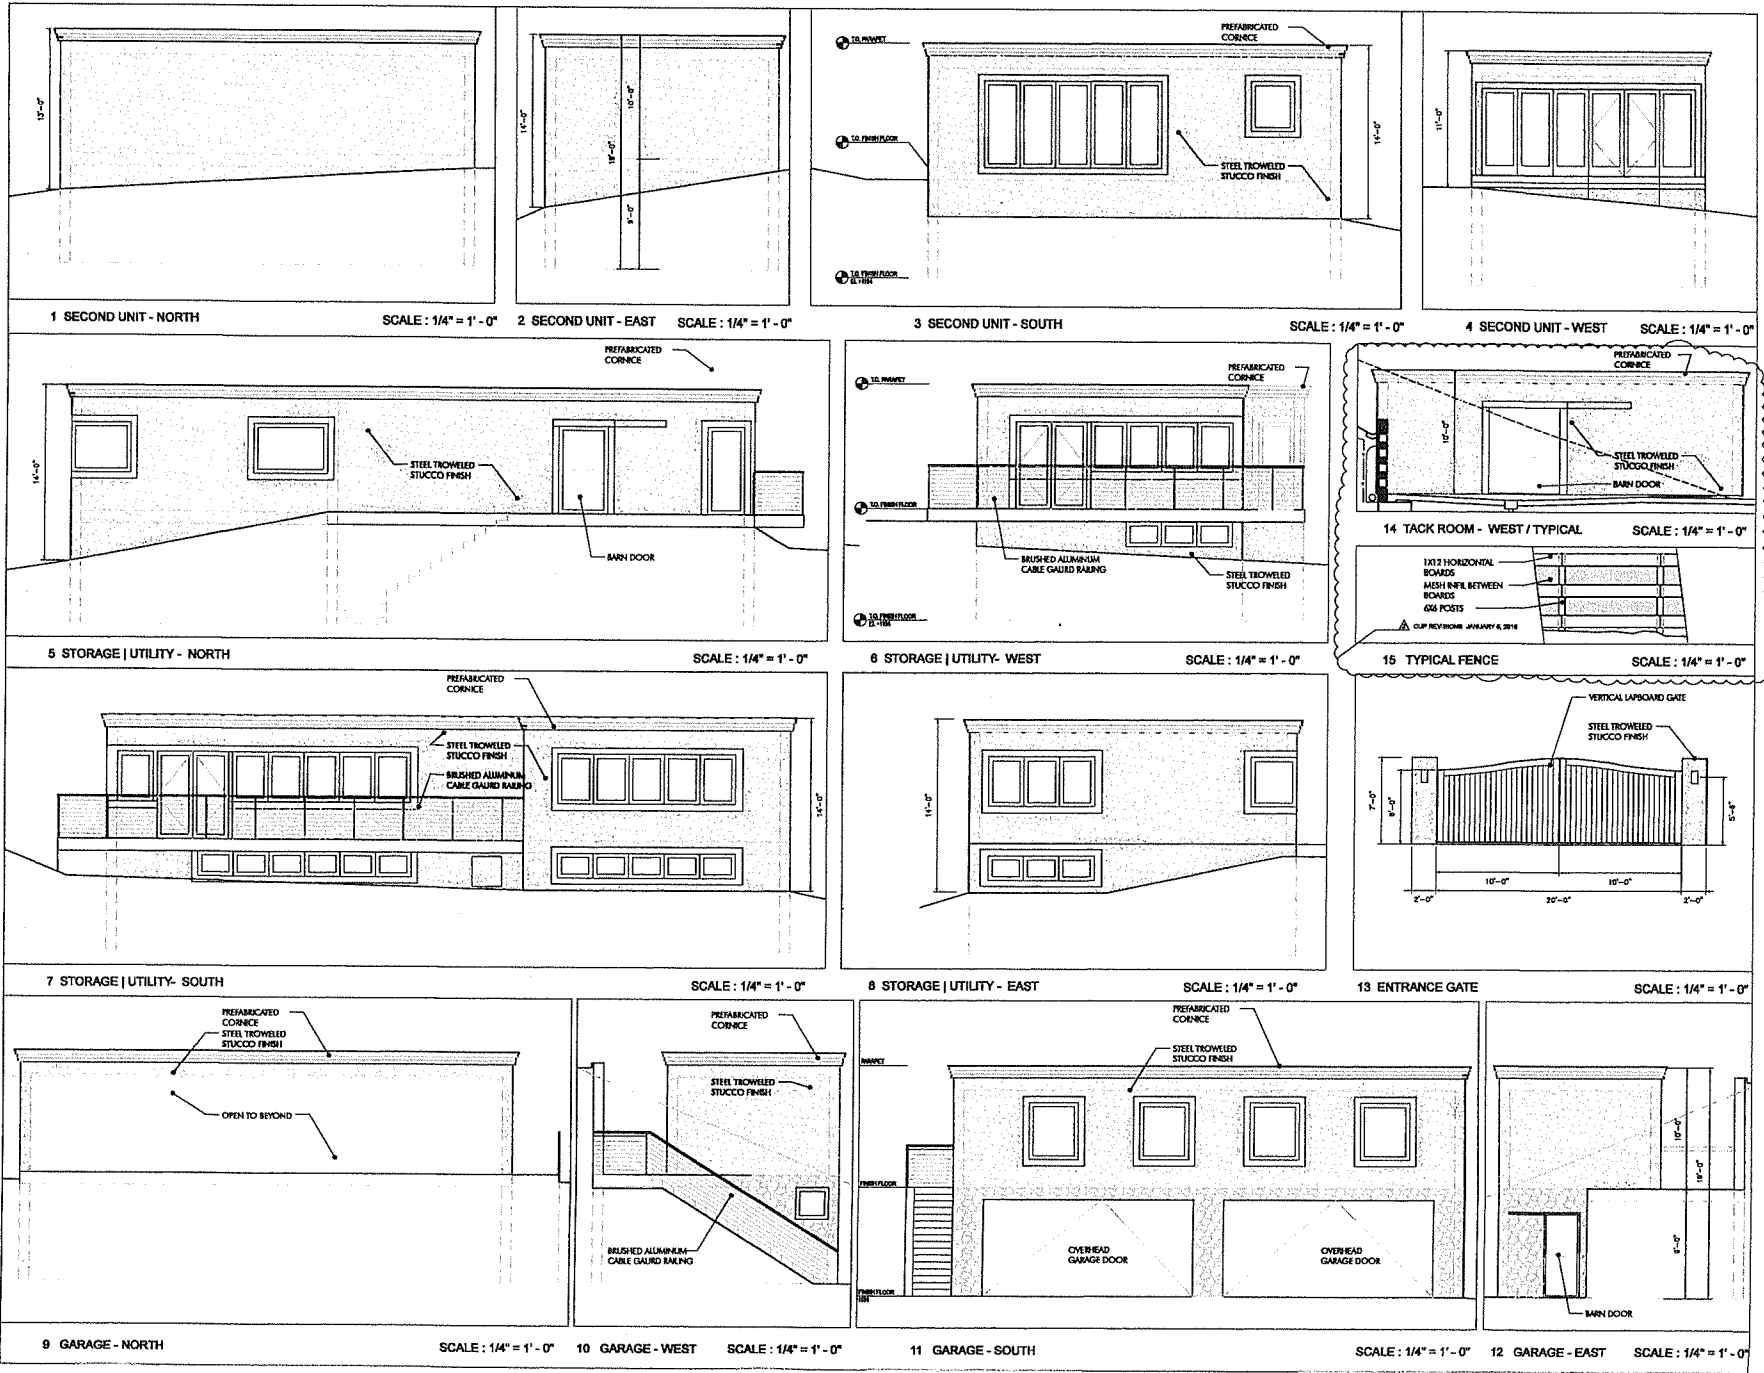 13'-0"
1 SECOND UNIT - NORTH
SCALE : 1/4" = 1' - 0"
14'-0"
10'-0"
19'-0"
9'-0"
2 SECOND UNIT - EAST
SCALE : 1/4" = 1' - 0"
T.O. PARAPET
T.O. FINISH FLOOR
T.O. FINISH FLOOR
PREFABRICATED
CORNICE
STEEL TROWELED
STUCCO FINISH
14'-0"
3 SECOND UNIT - SOUTH
SCALE : 1/4" = 1' - 0"
11'-0"
4 SECOND UNIT - WEST
SCALE : 1/4" = 1' - 0"
PREFABRICATED
CORNICE
14'-0"
STEEL TROWELED
STUCCO FINISH
BARN DOOR
5 STORAGE | UTILITY - NORTH
SCALE : 1/4" = 1' - 0"
T.O. PARAPET
T.O. FINISH FLOOR
T.O. FINISH FLOOR
PREFABRICATED
CORNICE
BRUSHED ALUMINUM
CABLE GAURD RAILING
STEEL TROWELED
STUCCO FINISH
6 STORAGE | UTILITY- WEST
SCALE : 1/4" = 1' - 0"
PREFABRICATED
CORNICE
10'-0"
STEEL TROWELED
STUCCO FINISH
BARN DOOR
14 TACK ROOM - WEST / TYPICAL
SCALE : 1/4" = 1' - 0"
1X12 HORIZONTAL
BOARDS
MESH INFIL BETWEEN
BOARDS
6X6 POSTS
CUP REVISIONS JANUARY 6, 2016
15 TYPICAL FENCE
SCALE : 1/4" = 1' - 0"
PREFABRICATED
CORNICE
STEEL TROWELED
STUCCO FINISH
BRUSHED ALUMINUM
CABLE GAURD RAILING
14'-0"
7 STORAGE | UTILITY- SOUTH
SCALE : 1/4" = 1' - 0"
14'-0"
8 STORAGE | UTILITY - EAST
SCALE : 1/4" = 1' - 0"
VERTICAL LAPBOARD GATE
STEEL TROWELED
STUCCO FINISH
7'-0"
6'-0"
5'-6"
10'-0"
10'-0"
2'-0"
20'-0"
2'-0"
13 ENTRANCE GATE
SCALE : 1/4" = 1' - 0"
PREFABRICATED
CORNICE
STEEL TROWELED
STUCCO FINISH
OPEN TO BEYOND
9 GARAGE - NORTH
SCALE : 1/4" = 1' - 0"
PREFABRICATED
CORNICE
STEEL TROWELED
STUCCO FINISH
BRUSHED ALUMINUM
CABLE GAURD RAILING
10 GARAGE - WEST
SCALE : 1/4" = 1' - 0"
PREFABRICATED
CORNICE
STEEL TROWELED
STUCCO FINISH
PARAPET
FINISH FLOOR
FINISH FLOOR
OVERHEAD
GARAGE DOOR
OVERHEAD
GARAGE DOOR
11 GARAGE - SOUTH
SCALE : 1/4" = 1' - 0"
10'-0"
19'-0"
9'-0"
BARN DOOR
12 GARAGE - EAST
SCALE : 1/4" = 1' - 0"